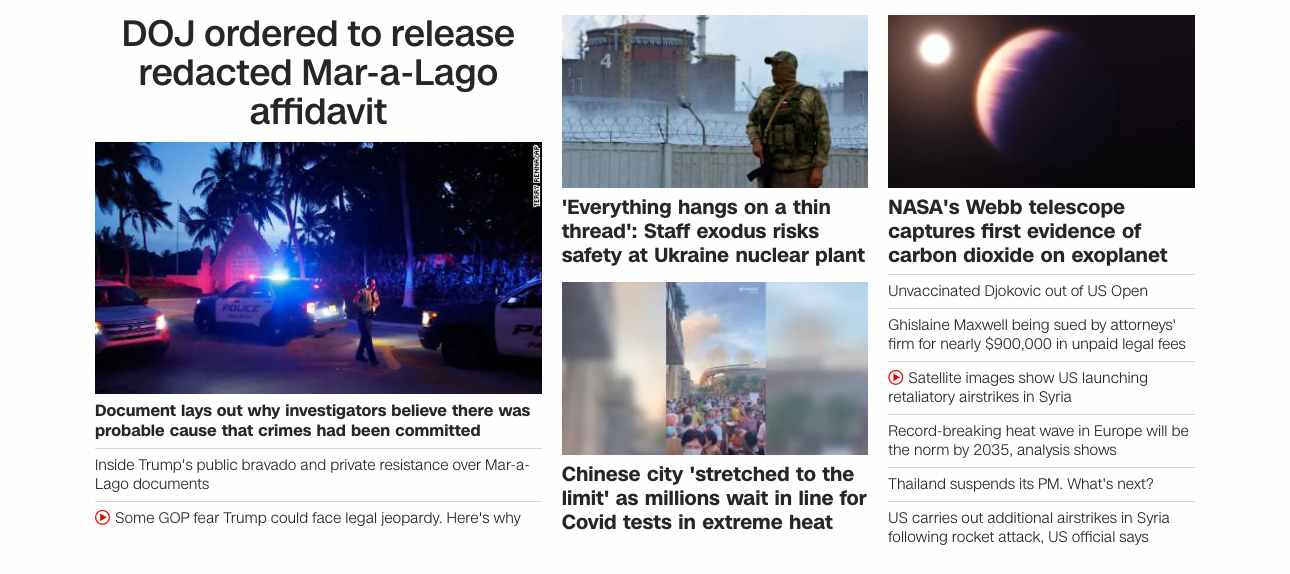 DOJ ordered to release
redacted Mar-a-Lago
affidavit
TERRY RENNA/AP
POLICE
Document lays out why investigators believe there was
probable cause that crimes had been committed
Inside Trump's public bravado and private resistance over Mar-a-
Lago documents
Some GOP fear Trump could face legal jeopardy. Here's why
4
'Everything hangs on a thin
thread': Staff exodus risks
safety at Ukraine nuclear plant
Chinese city 'stretched to the
limit' as millions wait in line for
Covid tests in extreme heat
NASA's Webb telescope
captures first evidence of
carbon dioxide on exoplanet
Unvaccinated Djokovic out of US Open
Ghislaine Maxwell being sued by attorneys'
firm for nearly $900,000 in unpaid legal fees
Satellite images show US launching
retaliatory airstrikes in Syria
Record-breaking heat wave in Europe will be
the norm by 2035, analysis shows
Thailand suspends its PM. What's next?
US carries out additional airstrikes in Syria
following rocket attack, US official says